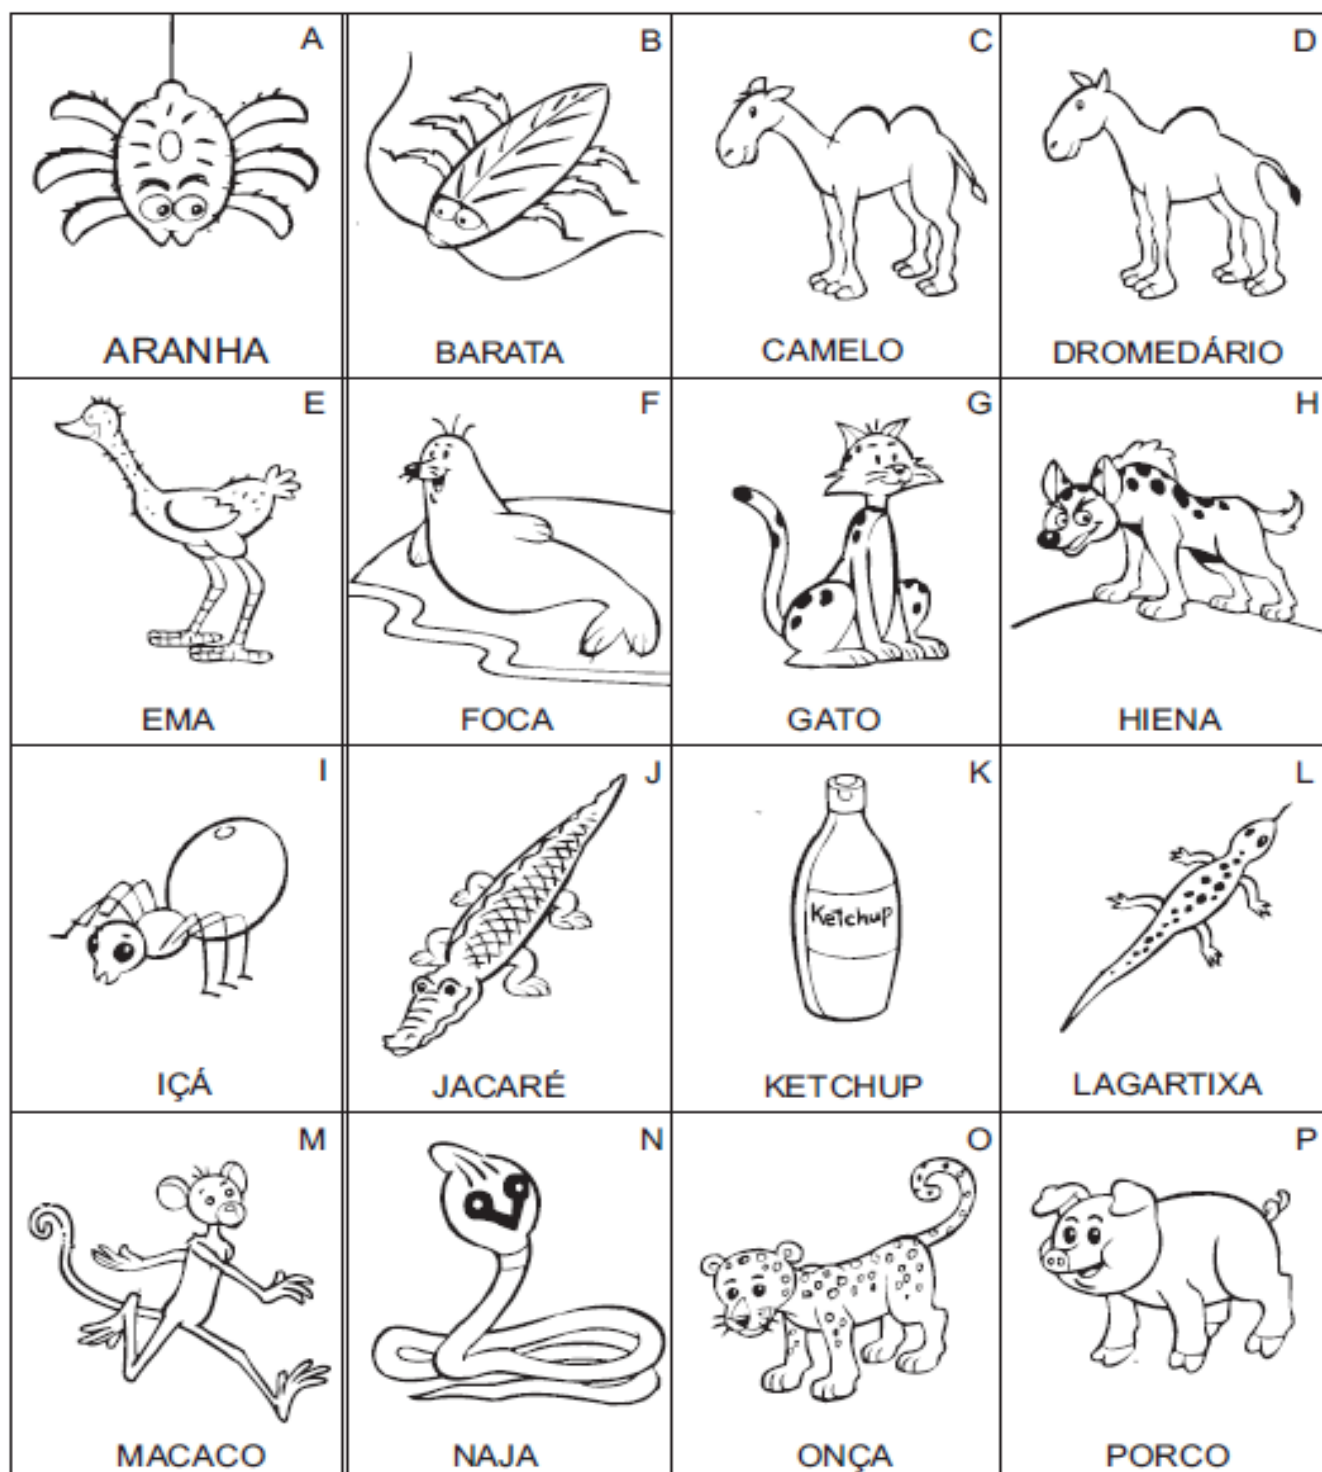 A
ARANHA
B
BARATA
C
CAMELO
D
DROMEDÁRIO
E
EMA
F
FOCA
G
GATO
H
HIENA
I
IÇÁ
J
JACARÉ
K
Ketchup
KETCHUP
L
LAGARTIXA
M
MACACO
N
NAJA
O
ONÇA
P
PORCO